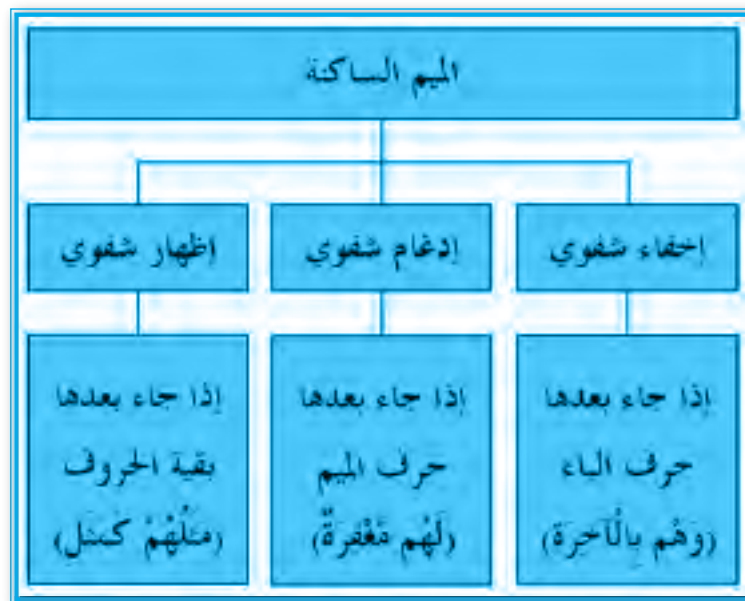 الميم الساكنة
إخفاء شفوي
إدغام شفوي
إظهار شفوي
إذا جاء بعدها
حرف الباء
(وَهُم بِالْآخِرَة)
إذا جاء بعدها
حرف الميم
(لَهُم مَّغْفِرَةٌ)
إذا جاء بعدها
بقية الحروف
(مَثَلُهُمْ كَمَثَلِ)